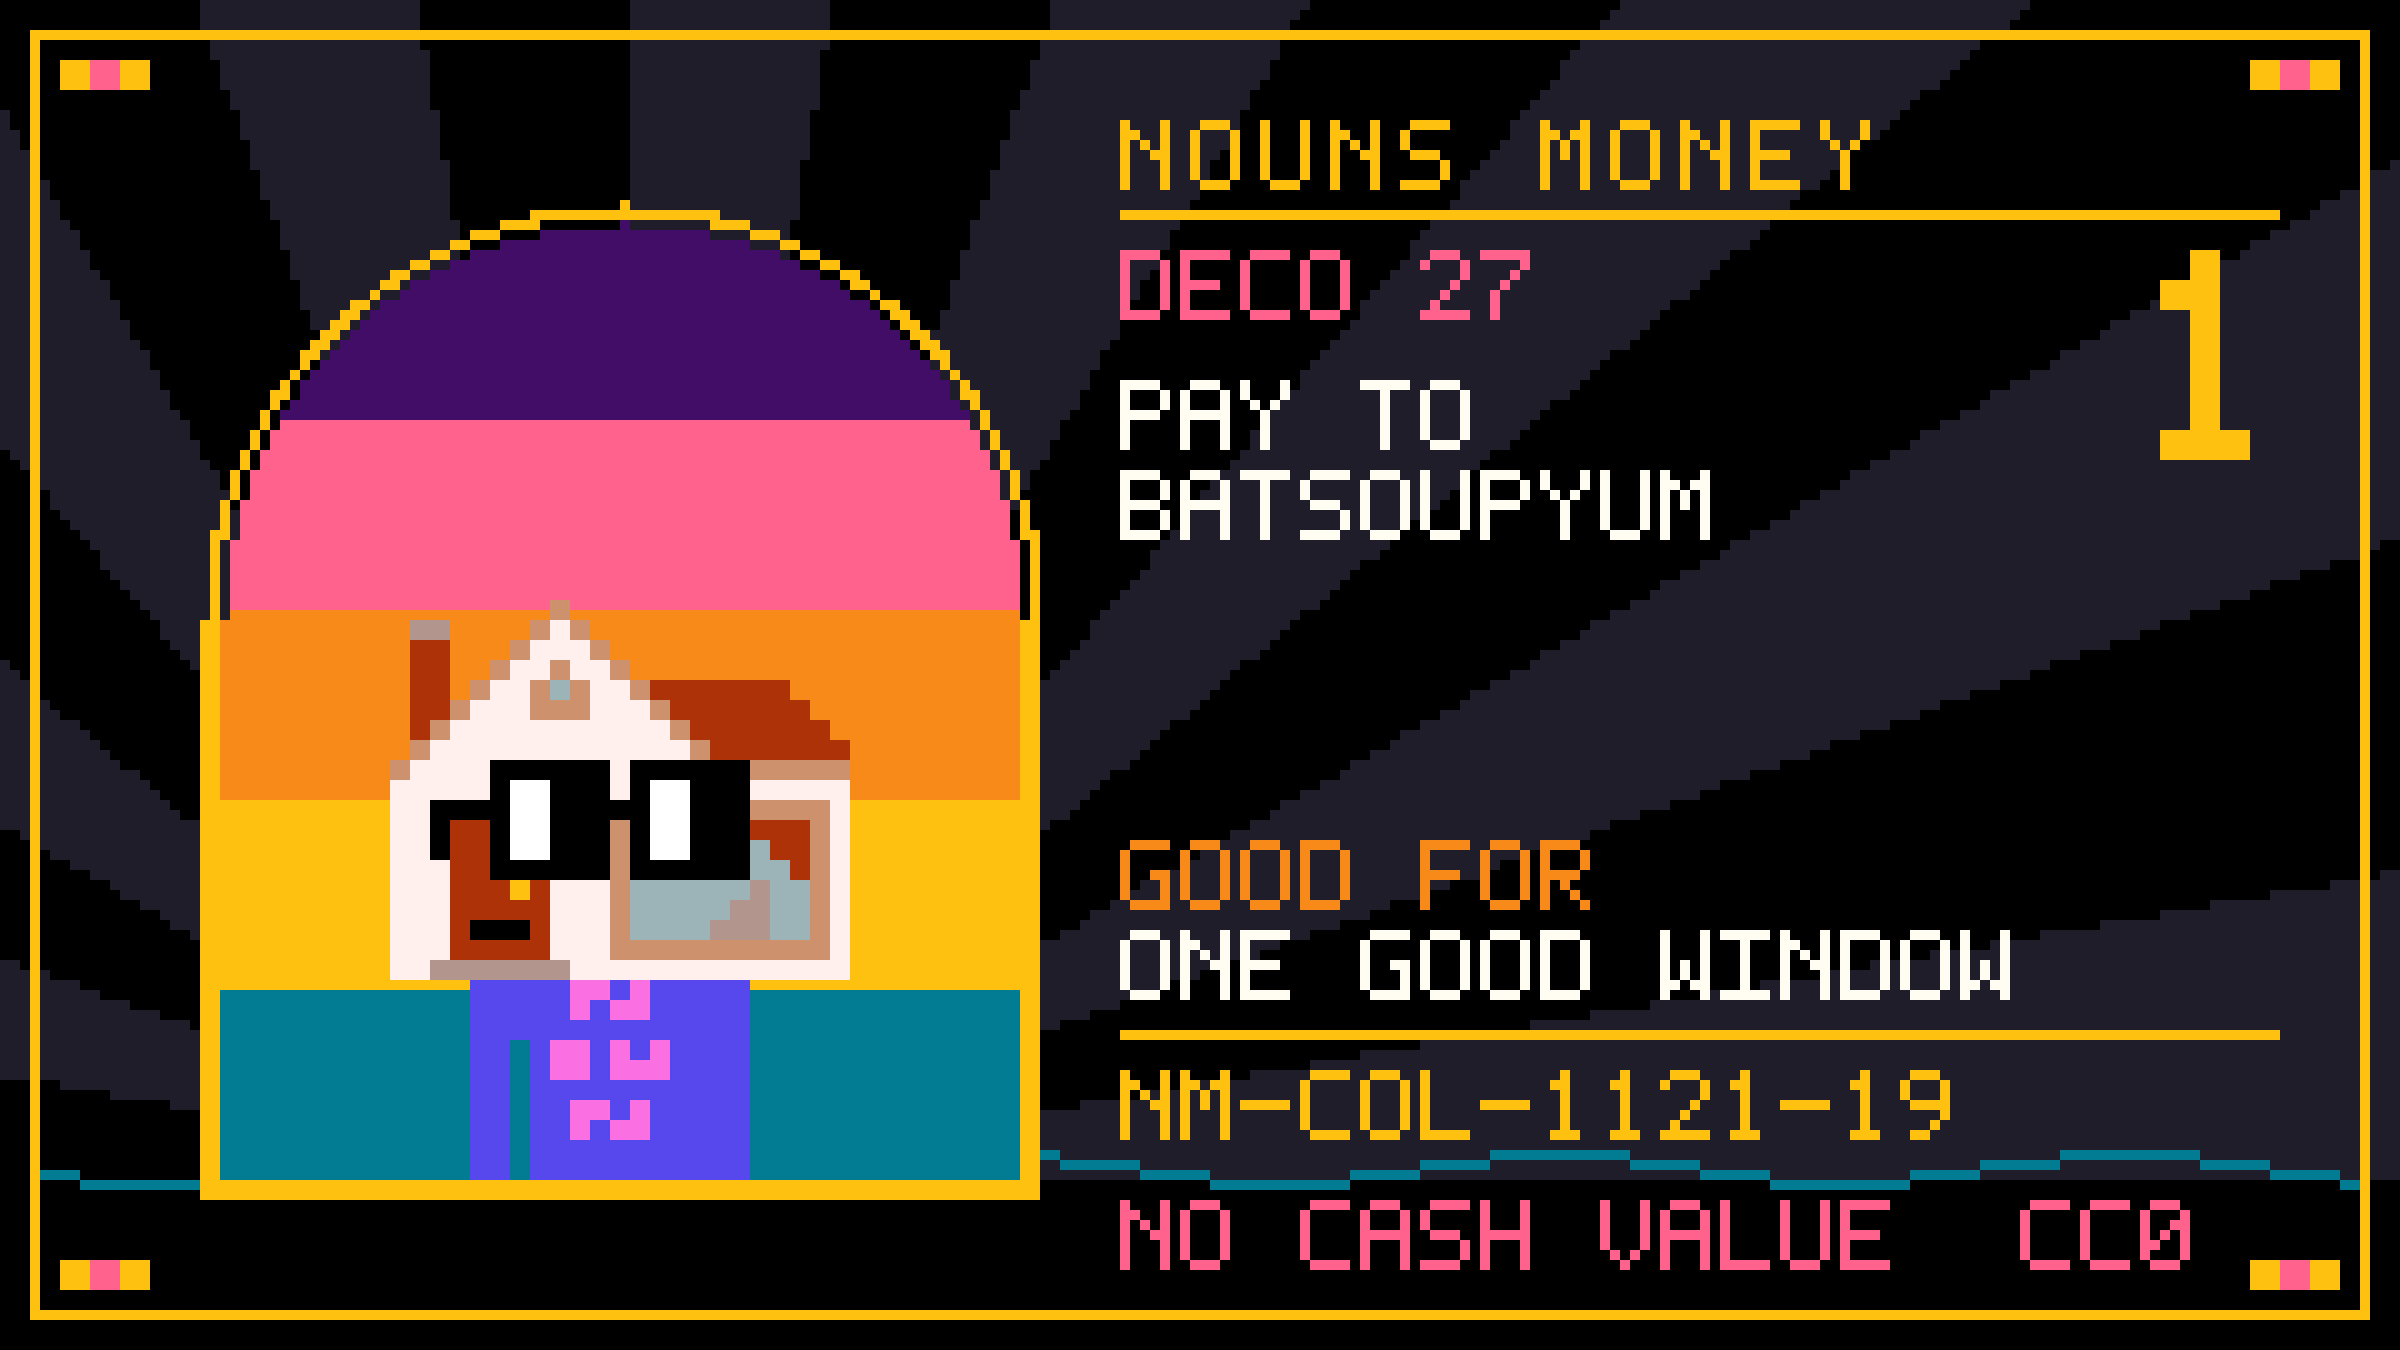 NOUNS MONEY
DECO 27
1
PAY TO
BATSOUPYUM
GOOD FOR
ONE GOOD WINDOW
NM-COL-1121-19
NO CASH VALUE CC0